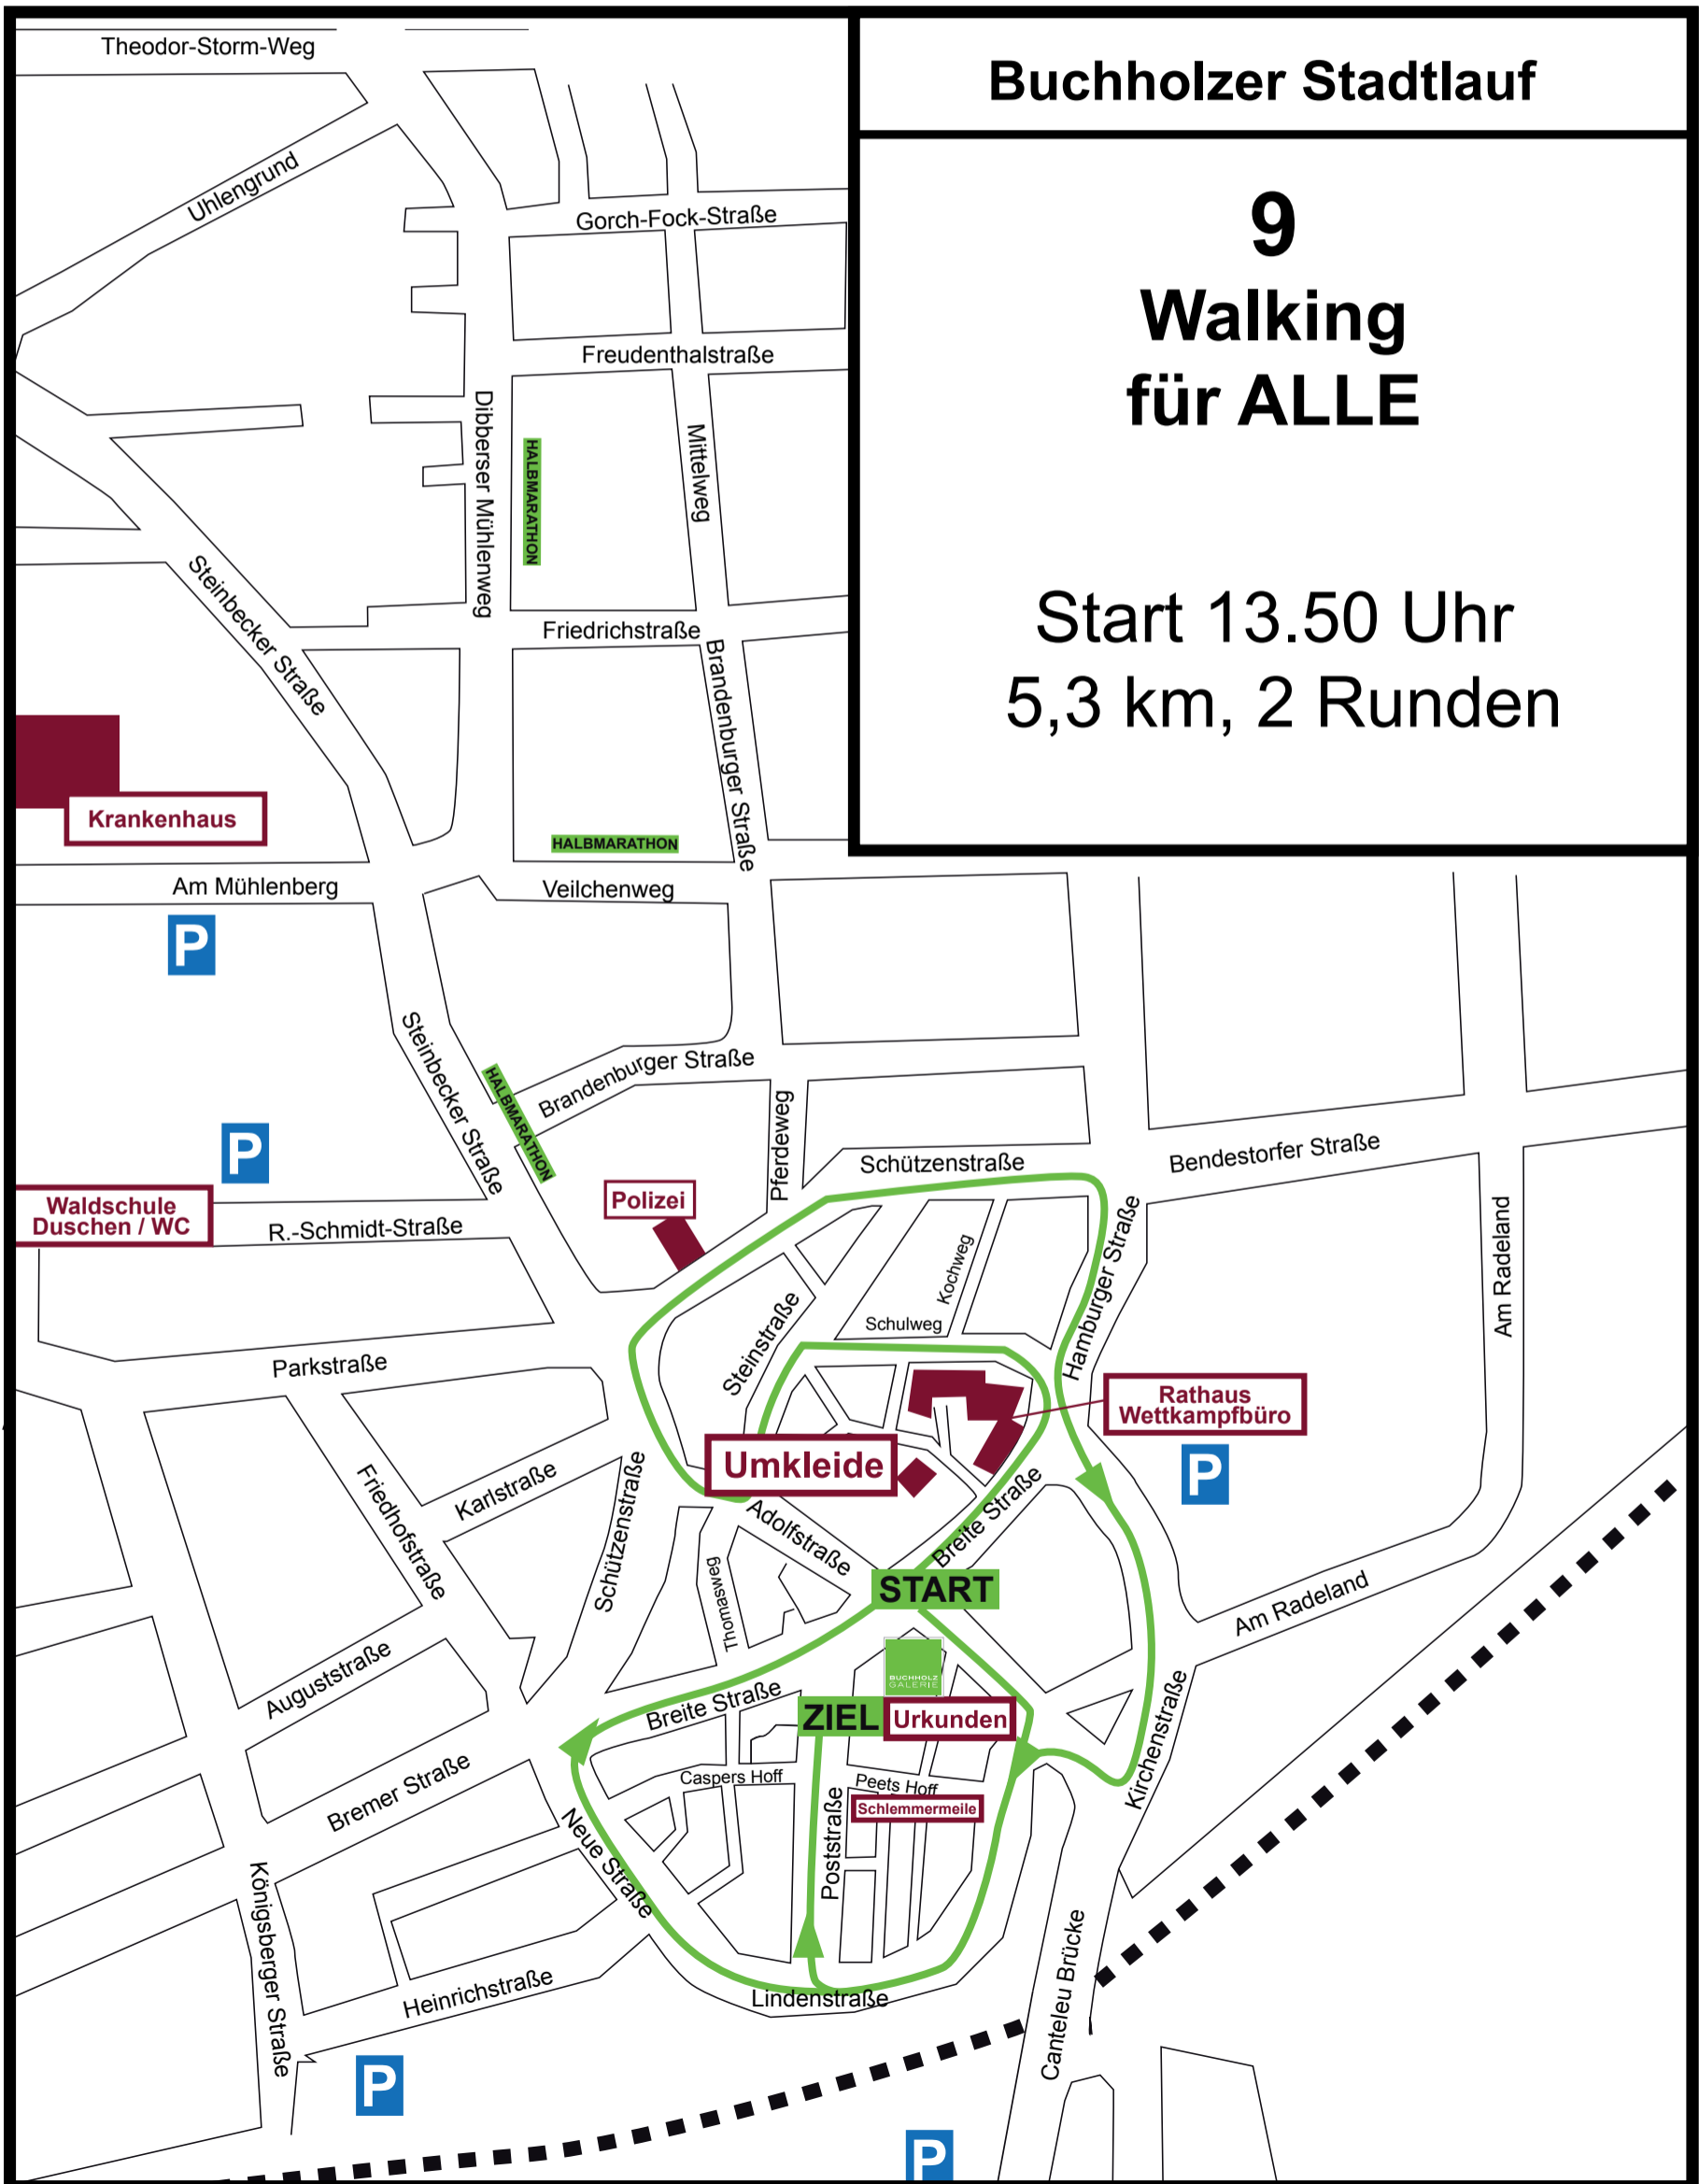 Theodor-Storm-Weg
Buchholzer Stadtlauf
9
Walking
für ALLE
Start 13.50 Uhr
5,3 km, 2 Runden
Uhlengrund
Gorch-Fock-Straße
Freudenthalstraße
Dibberser Mühlenweg
HALBMARATHON
Mittelweg
Steinbecker Straße
Friedrichstraße
Brandenburger Straße
Krankenhaus
HALBMARATHON
Am Mühlenberg
Veilchenweg
P
Steinbecker Straße
HALBMARATHON
Brandenburger Straße
Pferdeweg
P
Schützenstraße
Bendestorfer Straße
Waldschule
Duschen / WC
R.-Schmidt-Straße
Polizei
Kochweg
Hamburger Straße
Am Radeland
Steinstraße
Schulweg
Parkstraße
Rathaus
Wettkampfbüro
Umkleide
P
Friedhofstraße
Karlstraße
Schützenstraße
Adolfstraße
Breite Straße
START
Thomasweg
Am Radeland
Auguststraße
BUCHHOLZ
GALERIE
Breite Straße
ZIEL
Urkunden
Kirchenstraße
Bremer Straße
Caspers Hoff
Peets Hoff
Schlemmermeile
Neue Straße
Poststraße
Königsberger Straße
Heinrichstraße
Lindenstraße
Canteleu Brücke
P
P